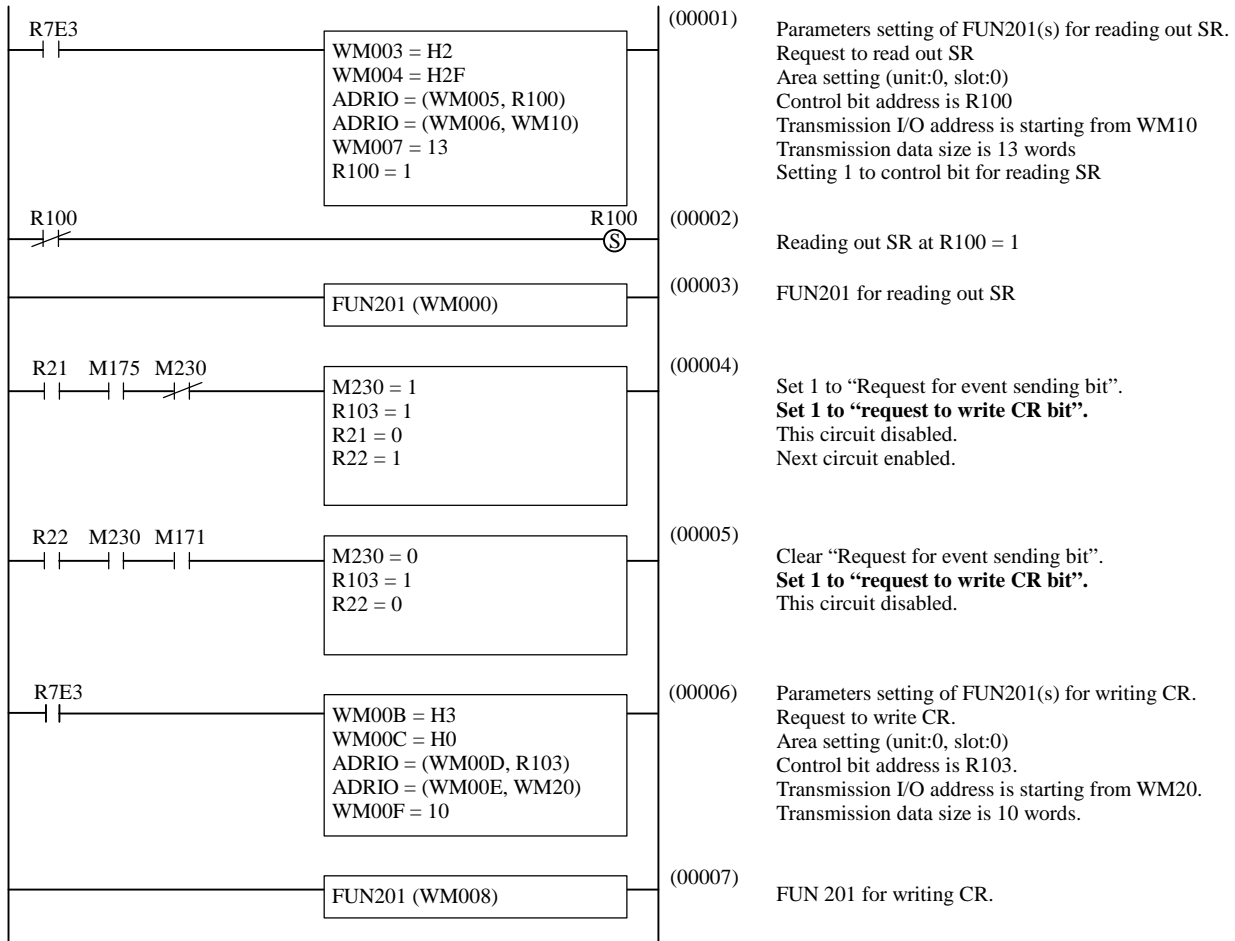 R7E3
(00001)
WM003 = H2
WM004 = H2F
ADRIO = (WM005, R100)
ADRIO = (WM006, WM10)
WM007 = 13
R100 = 1
Parameters setting of FUN201(s) for reading out SR.
Request to read out SR
Area setting (unit:0, slot:0)
Control bit address is R100
Transmission I/O address is starting from WM10
Transmission data size is 13 words
Setting 1 to control bit for reading SR
R100
R100
S
(00002)
Reading out SR at R100 = 1
(00003)
FUN201 (WM000)
FUN201 for reading out SR
R21 M175 M230
(00004)
M230 = 1
R103 = 1
R21 = 0
R22 = 1
Set 1 to “Request for event sending bit”.
Set 1 to “request to write CR bit”.
This circuit disabled.
Next circuit enabled.
R22 M230 M171
(00005)
M230 = 0
R103 = 1
R22 = 0
Clear “Request for event sending bit”.
Set 1 to “request to write CR bit”.
This circuit disabled.
R7E3
(00006)
WM00B = H3
WM00C = H0
ADRIO = (WM00D, R103)
ADRIO = (WM00E, WM20)
WM00F = 10
Parameters setting of FUN201(s) for writing CR.
Request to write CR.
Area setting (unit:0, slot:0)
Control bit address is R103.
Transmission I/O address is starting from WM20.
Transmission data size is 10 words.
(00007)
FUN201 (WM008)
FUN 201 for writing CR.